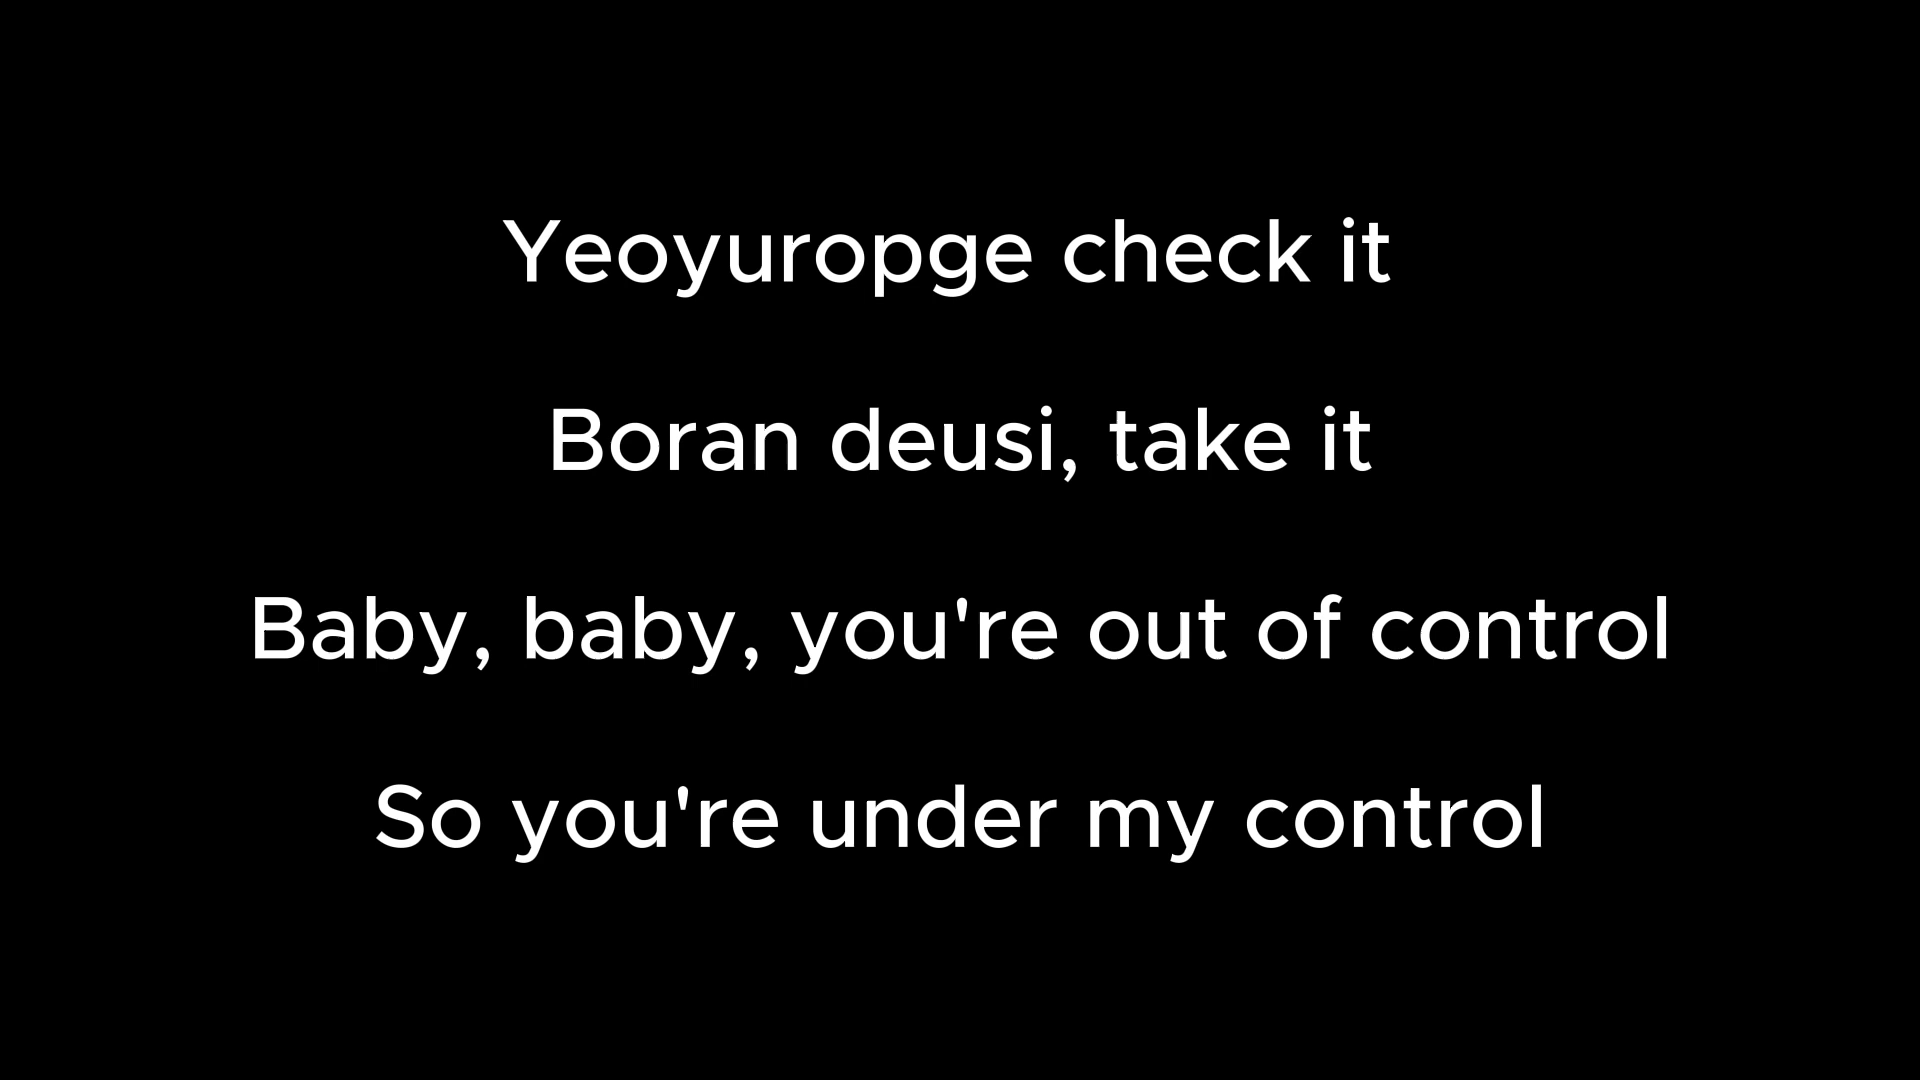 Yeoyuropge check it
Boran deusi, take it
Baby, baby, you're out of control
So you're under my control